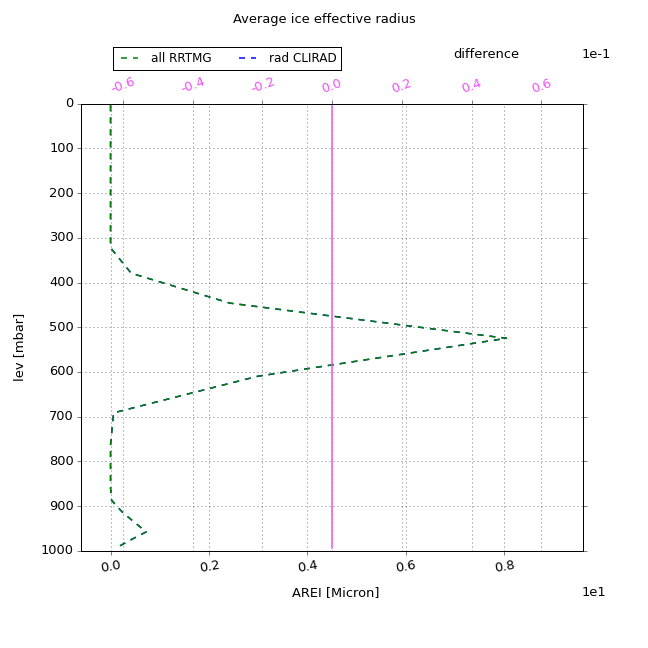 Average ice effective radius
all RRTMG rad CLIRAD difference 1e-1
-0.6 -0.4 -0.2 0.0 0.2 0.4 0.6
0
100
200
300
400
500
600
700
800
900
1000
lev [mbar]
0.0 0.2 0.4 0.6 0.8
AREI [Micron] 1e1